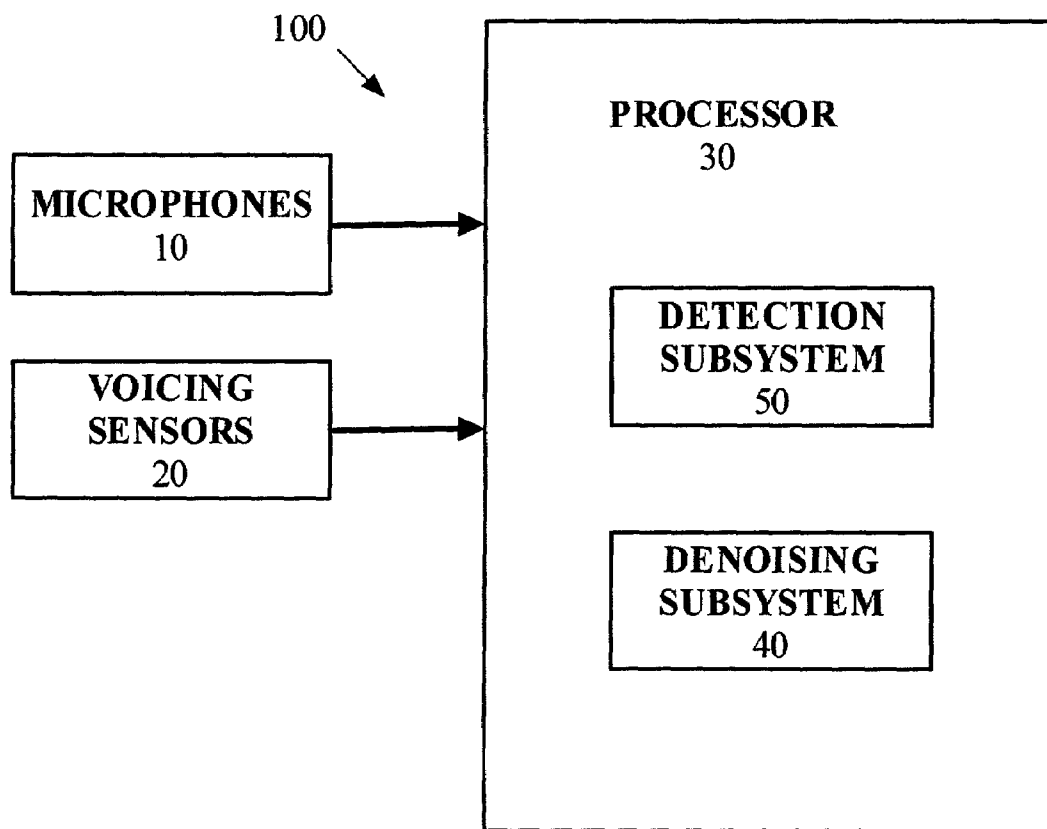 100
PROCESSOR
30
MICROPHONES
10
DETECTION
SUBSYSTEM
50
VOICING
SENSORS
20
DENOISING
SUBSYSTEM
40